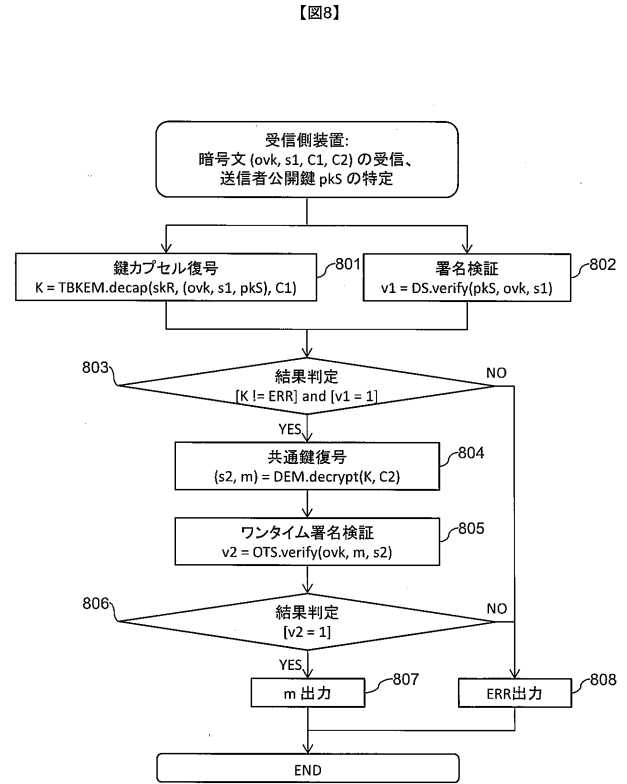 【図8】
受信側装置:
暗号文 (ovk, s1, C1, C2) の受信、
送信者公開鍵 pkS の特定
鍵カプセル復号
K = TBKEM.decap(skR, (ovk, s1, pkS), C1)
801
署名検証
v1 = DS.verify(pkS, ovk, s1)
802
803
結果判定
[K != ERR] and [v1 = 1]
NO
YES
共通鍵復号
(s2, m) = DEM.decrypt(K, C2)
804
ワンタイム署名検証
v2 = OTS.verify(ovk, m, s2)
805
806
結果判定
[v2 = 1]
NO
YES
m 出力
807
ERR出力
808
END